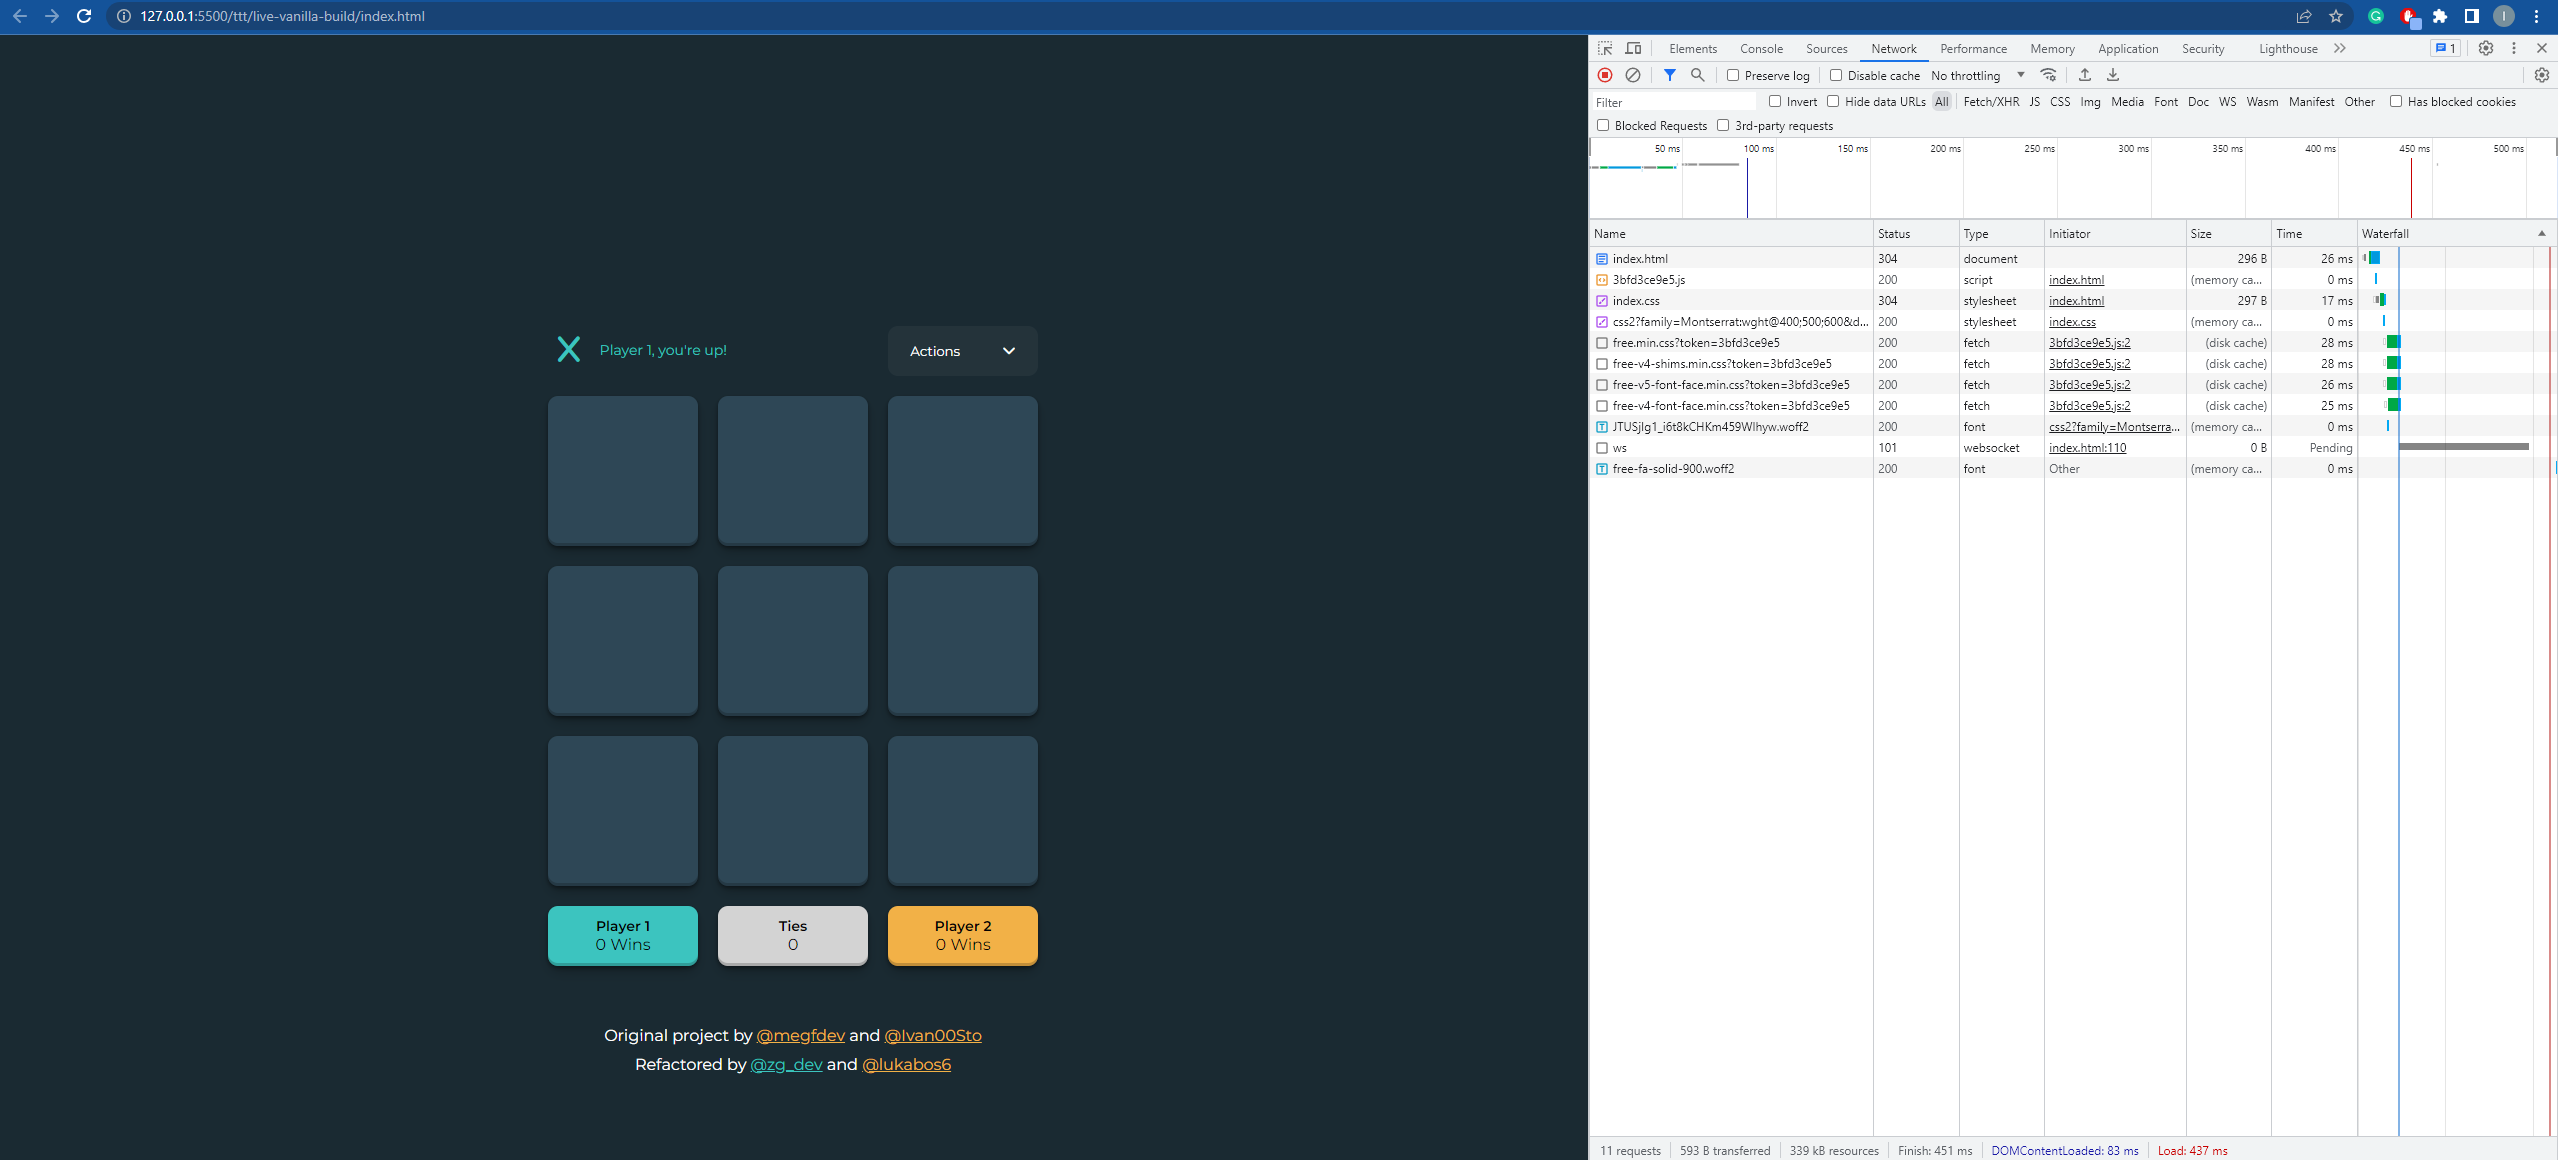 127.0.0.1:5500/ttt/live-vanilla-build/index.html
Player 1, you're up!
Actions
Player 1
0 Wins
Ties
0
Player 2
0 Wins
Original project by @megfdev and @Ivan00Sto
Refactored by @zg_dev and @lukabos6
Elements Console Sources Network Performance Memory Application Security Lighthouse 1
Preserve log Disable cache No throttling
Filter Invert Hide data URLs All Fetch/XHR JS CSS Img Media Font Doc WS Wasm Manifest Other Has blocked cookies
Blocked Requests 3rd-party requests
50 ms 100 ms 150 ms 200 ms 250 ms 300 ms 350 ms 400 ms 450 ms 500 ms
Name Status Type Initiator Size Time Waterfall
index.html 304 document 296 B 26 ms
3bfd3ce9e5.js 200 script index.html (memory ca... 0 ms
index.css 304 stylesheet index.html 297 B 17 ms
css2?family=Montserrat:wght@400;500;600&d... 200 stylesheet index.css (memory ca... 0 ms
free.min.css?token=3bfd3ce9e5 200 fetch 3bfd3ce9e5.js:2 (disk cache) 28 ms
free-v4-shims.min.css?token=3bfd3ce9e5 200 fetch 3bfd3ce9e5.js:2 (disk cache) 28 ms
free-v5-font-face.min.css?token=3bfd3ce9e5 200 fetch 3bfd3ce9e5.js:2 (disk cache) 26 ms
free-v4-font-face.min.css?token=3bfd3ce9e5 200 fetch 3bfd3ce9e5.js:2 (disk cache) 25 ms
JTUSjIg1_i6t8kCHKm459Wlhyw.woff2 200 font css2?family=Montserra... (memory ca... 0 ms
ws 101 websocket index.html:110 0 B Pending
free-fa-solid-900.woff2 200 font Other (memory ca... 0 ms
11 requests 593 B transferred 339 kB resources Finish: 451 ms DOMContentLoaded: 83 ms Load: 437 ms